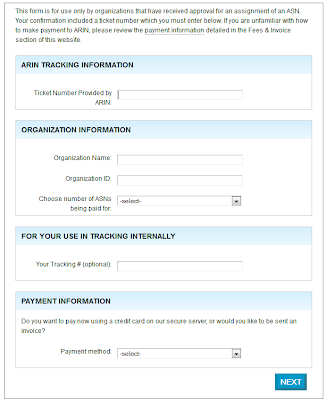 This form is for use only by organizations that have received approval for an assignment of an ASN.
Your confirmation included a ticket number which you must enter below. If you are unfamiliar with how
to make payment to ARIN, please review the payment information detailed in the Fees & Invoice
section of this website.
ARIN TRACKING INFORMATION
Ticket Number Provided by
ARIN:
ORGANIZATION INFORMATION
Organization Name:
Organization ID:
Choose number of ASNs
being paid for:
-select-
FOR YOUR USE IN TRACKING INTERNALLY
Your Tracking # (optional):
PAYMENT INFORMATION
Do you want to pay now using a credit card on our secure server, or would you like to be sent an
invoice?
Payment method:
-select-
NEXT